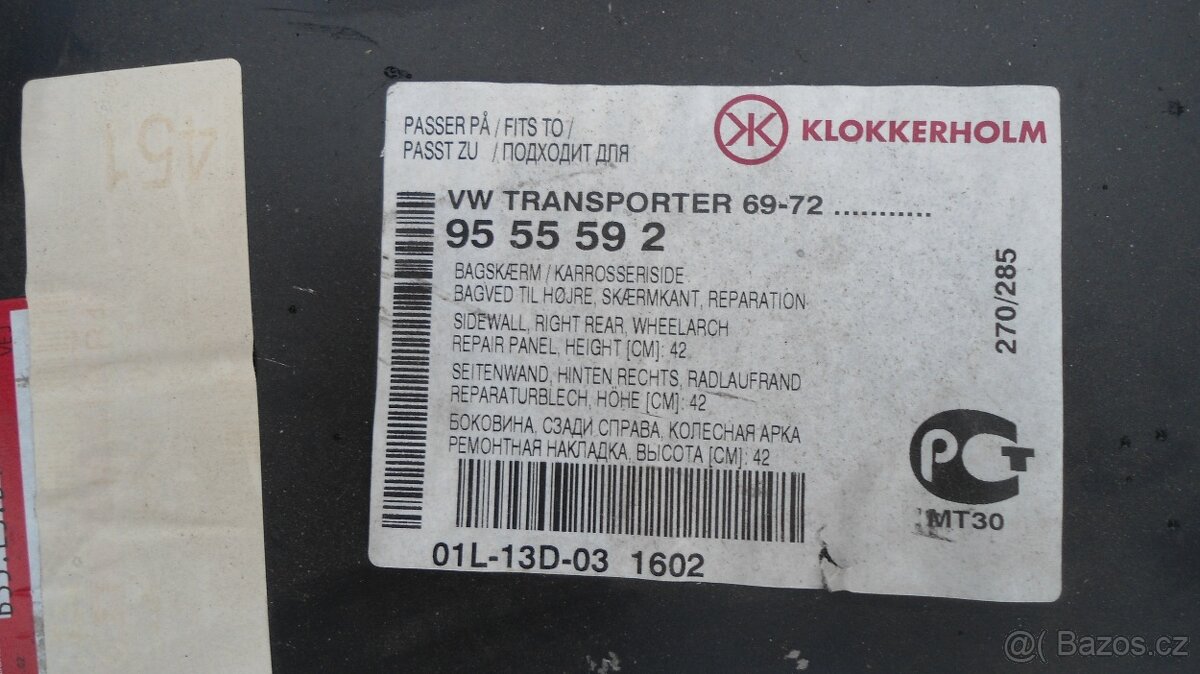 PASSER PÅ / FITS TO /
PASST ZU / ПОДХОДИТ ДЛЯ
KLOKKERHOLM
VW TRANSPORTER 69-72 ...........
95 55 59 2
BAGSKÆRM / KARROSSERISIDE
BAGVED TIL HØJRE, SKÆRMKANT, REPARATION
SIDEWALL, RIGHT REAR, WHEELARCH
REPAIR PANEL, HEIGHT [CM]: 42
SEITENWAND, HINTEN RECHTS, RADLAUFRAND
REPARATURBLECH, HÖHE [CM]: 42
БОКОВИНА, СЗАДИ СПРАВА, КОЛЕСНАЯ АРКА
РЕМОНТНАЯ НАКЛАДКА, ВЫСОТА [CM]: 42
270/285
PCT
MT30
01L-13D-03 1602
1451
@( Bazos.cz